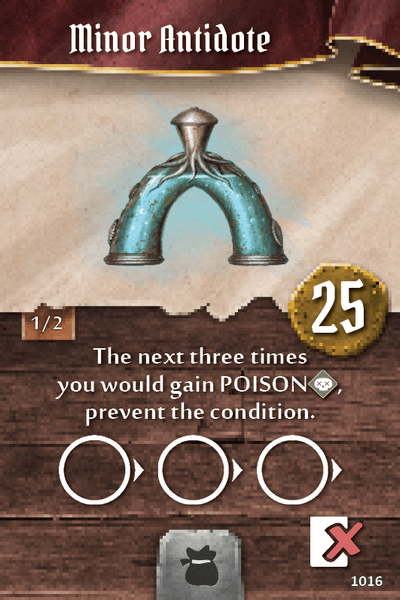 Minor Antidote
25
1/2
The next three times
you would gain POISON,
prevent the condition.
1016